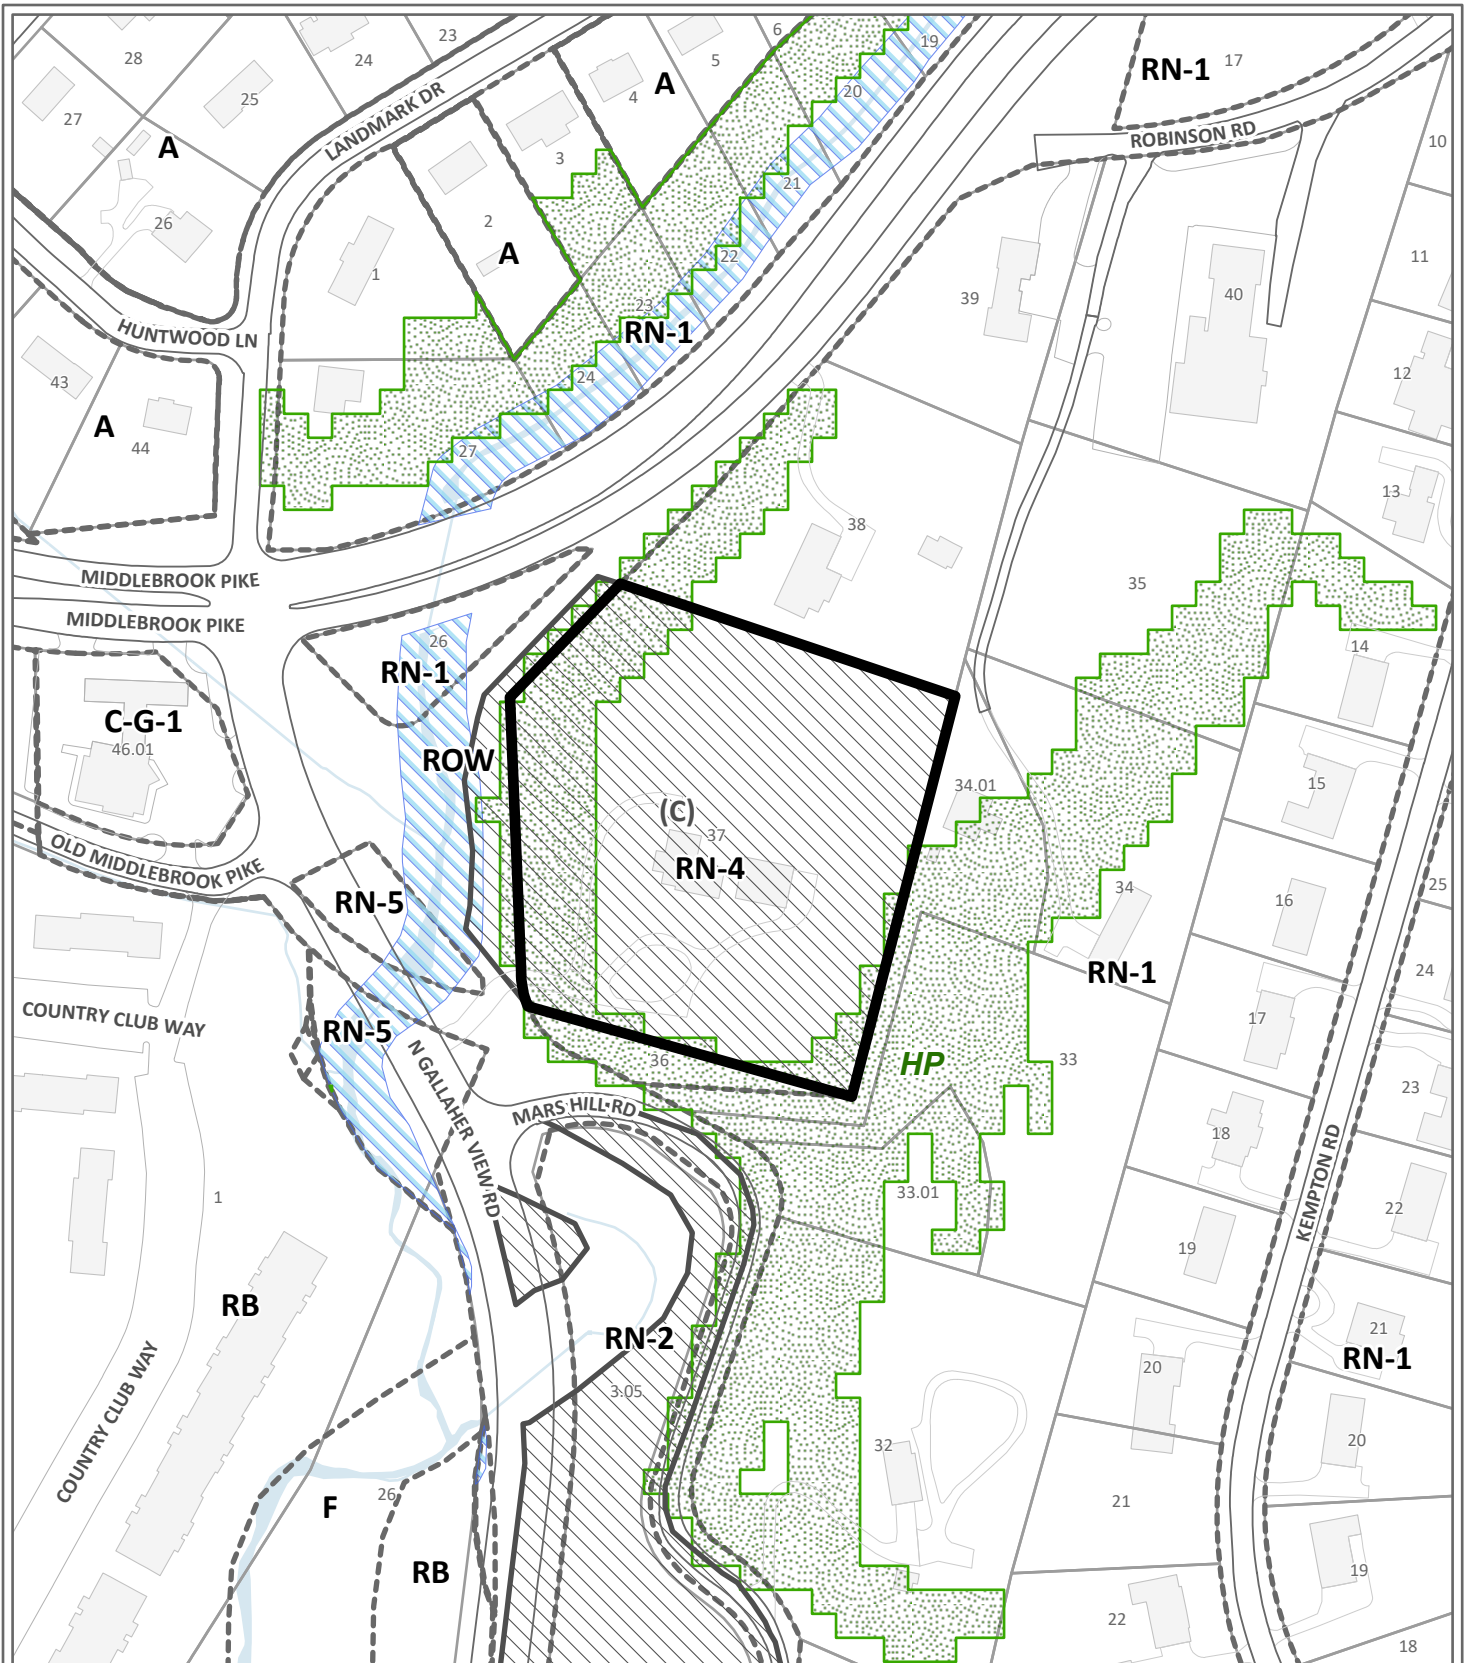 23
6
19
28
24
5
A
RN-1
17
20
4
27
25
LANDMARK DR
ROBINSON RD
10
A
3
21
26
2
A
22
11
1
39
40
23
RN-1
HUNTWOOD LN
24
43
12
A
44
27
13
38
MIDDLEBROOK PIKE
35
MIDDLEBROOK PIKE
26
RN-1
14
C-G-1
46.01
ROW
34.01
15
(C)
37
RN-4
OLD MIDDLEBROOK PIKE
RN-5
34
25
16
RN-1
24
COUNTRY CLUB WAY
RN-5
17
N GALLAHER VIEW RD
36
HP
33
23
MARS HILL RD
18
KEMPTON RD
1
33.01
22
19
RB
RN-2
21
RN-1
COUNTRY CLUB WAY
20
3.05
32
20
26
F
21
RB
19
22
18